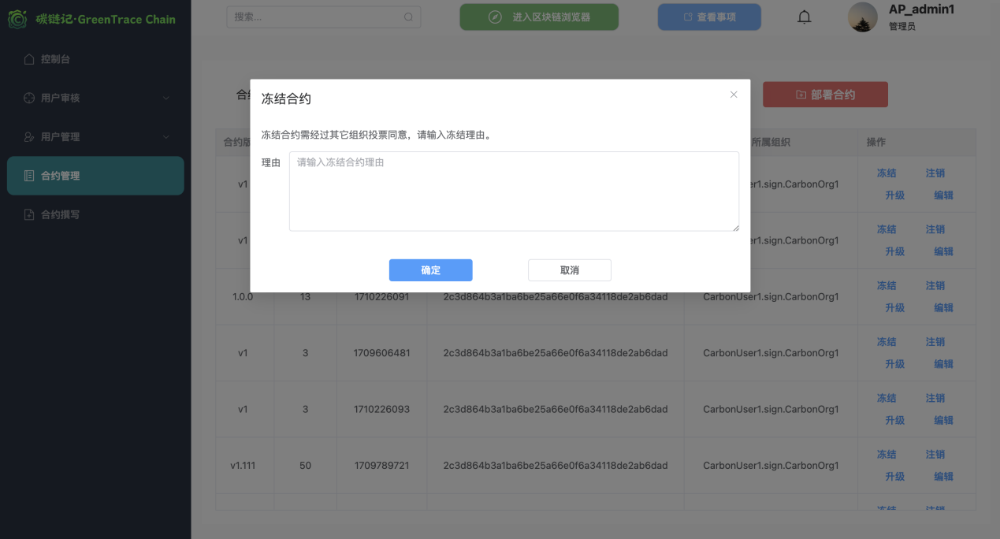 碳链记·GreenTrace Chain
搜索...
进入区块链浏览器
查看事项
AP_admin1
管理员
控制台
用户审核
用户管理
合约管理
合约撰写
部署合约
冻结合约
冻结合约需经过其它组织投票同意，请输入冻结理由。
理由
请输入冻结合约理由
确定
取消
合约版 所属组织 操作
v1 er1.sign.CarbonOrg1 冻结 注销
升级 编辑
v1 er1.sign.CarbonOrg1 冻结 注销
升级 编辑
1.0.0 13 1710226091 2c3d864b3a1ba6be25a66e0f6a34118de2ab6dad CarbonUser1.sign.CarbonOrg1 冻结 注销
升级 编辑
v1 3 1709606481 2c3d864b3a1ba6be25a66e0f6a34118de2ab6dad CarbonUser1.sign.CarbonOrg1 冻结 注销
升级 编辑
v1 3 1710226093 2c3d864b3a1ba6be25a66e0f6a34118de2ab6dad CarbonUser1.sign.CarbonOrg1 冻结 注销
升级 编辑
v1.111 50 1709789721 2c3d864b3a1ba6be25a66e0f6a34118de2ab6dad CarbonUser1.sign.CarbonOrg1 冻结 注销
升级 编辑
冻结 注销